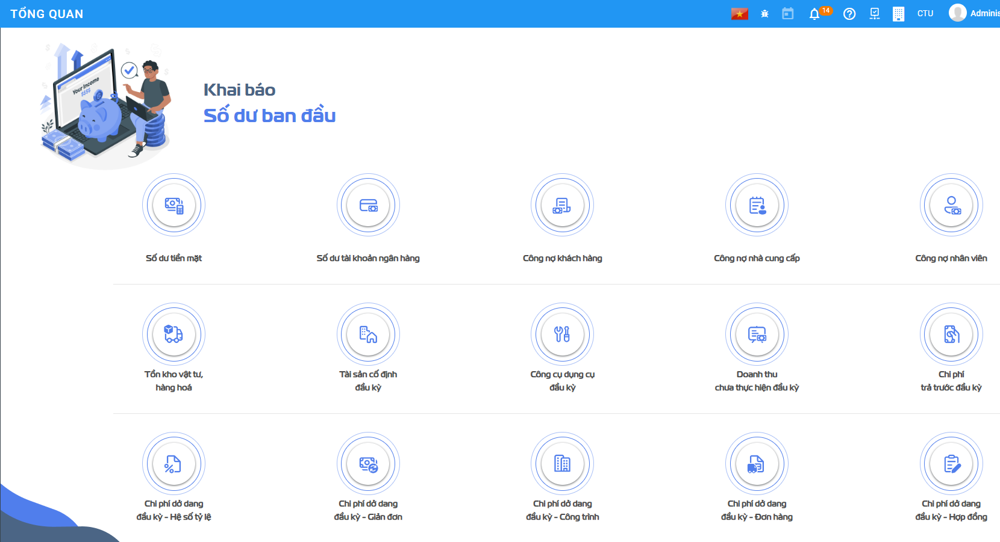 TỔNG QUAN
14
CTU
Adminis
Your Income
$$$$
Khai báo
Số dư ban đầu
Số dư tiền mặt
Số dư tài khoản ngân hàng
Công nợ khách hàng
Công nợ nhà cung cấp
Công nợ nhân viên
Tồn kho vật tư,
hàng hoá
Tài sản cố định
đầu kỳ
Công cụ dụng cụ
đầu kỳ
Doanh thu
chưa thực hiện đầu kỳ
Chi phí
trả trước đầu kỳ
Chi phí dở dang
đầu kỳ - Hệ số tỷ lệ
Chi phí dở dang
đầu kỳ - Giản đơn
Chi phí dở dang
đầu kỳ - Công trình
Chi phí dở dang
đầu kỳ - Đơn hàng
Chi phí dở dang
đầu kỳ - Hợp đồng